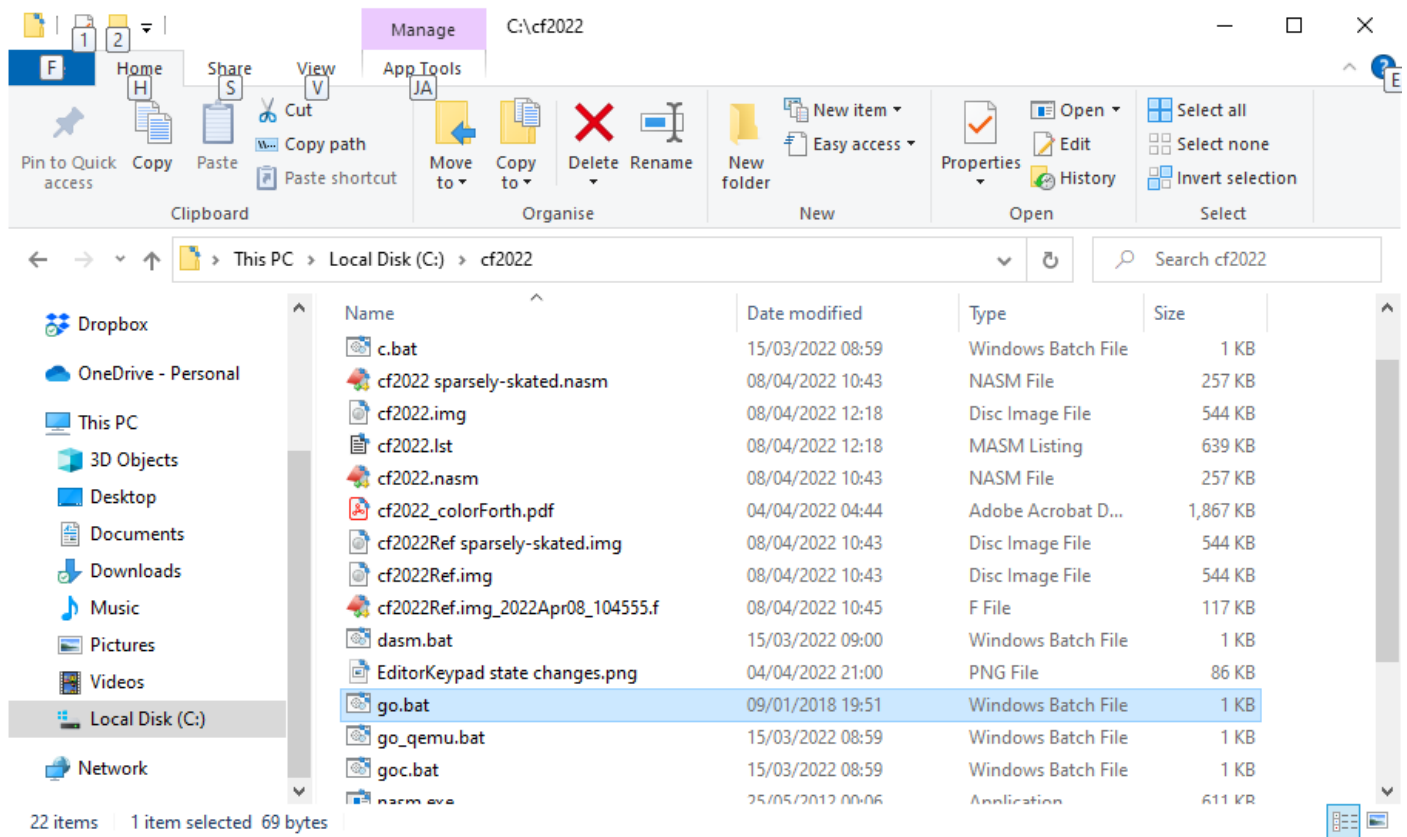 1 2 Manage C:\cf2022
F Home Share View App Tools
H S V JA E
Cut
Copy path
Paste shortcut
Pin to Quick access
Copy
Paste
Clipboard
Move to
Copy to
Delete
Rename
Organise
New folder
New item
Easy access
New
Properties
Open
Edit
History
Open
Select all
Select none
Invert selection
Select
This PC > Local Disk (C:) > cf2022
Search cf2022
Dropbox
OneDrive - Personal
This PC
3D Objects
Desktop
Documents
Downloads
Music
Pictures
Videos
Local Disk (C:)
Network
Name Date modified Type Size
c.bat 15/03/2022 08:59 Windows Batch File 1 KB
cf2022 sparsely-skated.nasm 08/04/2022 10:43 NASM File 257 KB
cf2022.img 08/04/2022 12:18 Disc Image File 544 KB
cf2022.lst 08/04/2022 12:18 MASM Listing 639 KB
cf2022.nasm 08/04/2022 10:43 NASM File 257 KB
cf2022_colorForth.pdf 04/04/2022 04:44 Adobe Acrobat D... 1,867 KB
cf2022Ref sparsely-skated.img 08/04/2022 10:43 Disc Image File 544 KB
cf2022Ref.img 08/04/2022 10:43 Disc Image File 544 KB
cf2022Ref.img_2022Apr08_104555.f 08/04/2022 10:45 F File 117 KB
dasm.bat 15/03/2022 09:00 Windows Batch File 1 KB
EditorKeypad state changes.png 04/04/2022 21:00 PNG File 86 KB
go.bat 09/01/2018 19:51 Windows Batch File 1 KB
go_qemu.bat 15/03/2022 08:59 Windows Batch File 1 KB
goc.bat 15/03/2022 08:59 Windows Batch File 1 KB
nasm.exe 25/05/2012 00:06 Application 611 KB
22 items 1 item selected 69 bytes